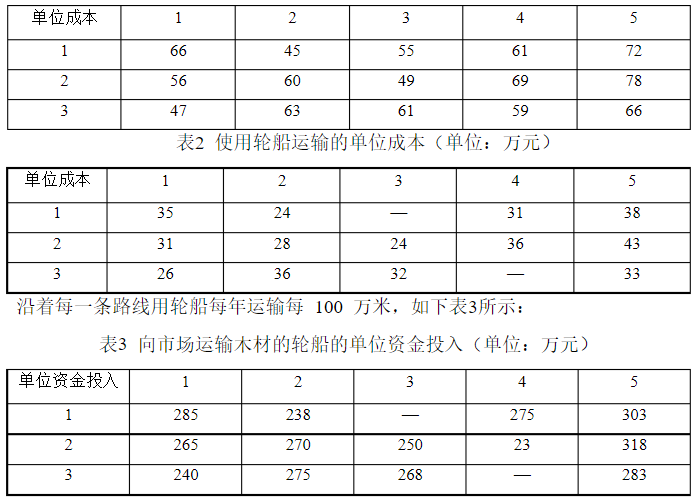 单位成本 1 2 3 4 5
1 66 45 55 61 72
2 56 60 49 69 78
3 47 63 61 59 66
表2 使用轮船运输的单位成本（单位：万元）
单位成本 1 2 3 4 5
1 35 24 — 31 38
2 31 28 24 36 43
3 26 36 32 — 33
沿着每一条路线用轮船每年运输每 100 万米，如下表3所示：
表3 向市场运输木材的轮船的单位资金投入（单位：万元）
单位资金投入 1 2 3 4 5
1 285 238 — 275 303
2 265 270 250 23 318
3 240 275 268 — 283